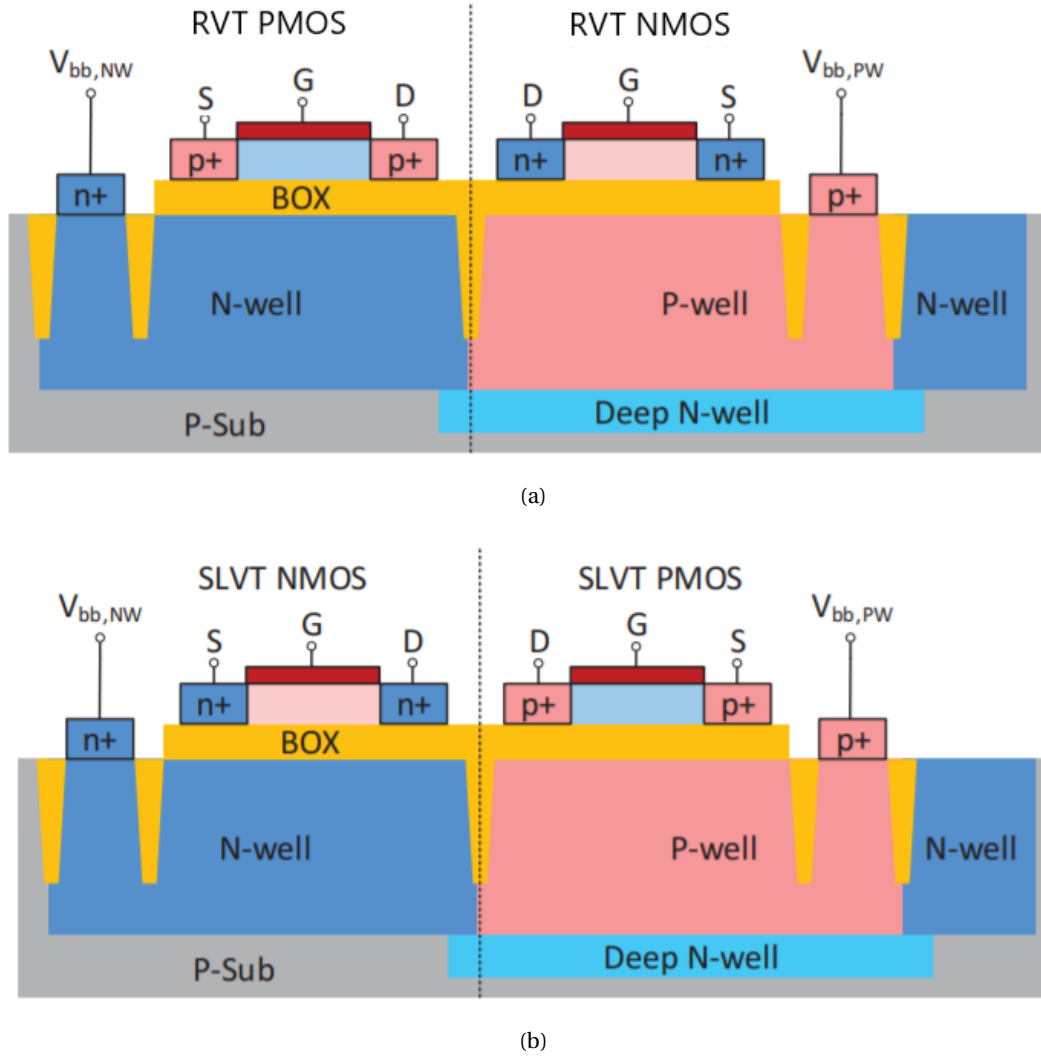 RVT PMOS
RVT NMOS
V_bb,NW
V_bb,PW
S
G
D
D
G
S
p+
p+
n+
n+
n+
BOX
p+
N-well
P-well
N-well
P-Sub
Deep N-well
(a)
SLVT NMOS
SLVT PMOS
V_bb,NW
V_bb,PW
S
G
D
D
G
S
n+
n+
p+
p+
n+
BOX
p+
N-well
P-well
N-well
P-Sub
Deep N-well
(b)